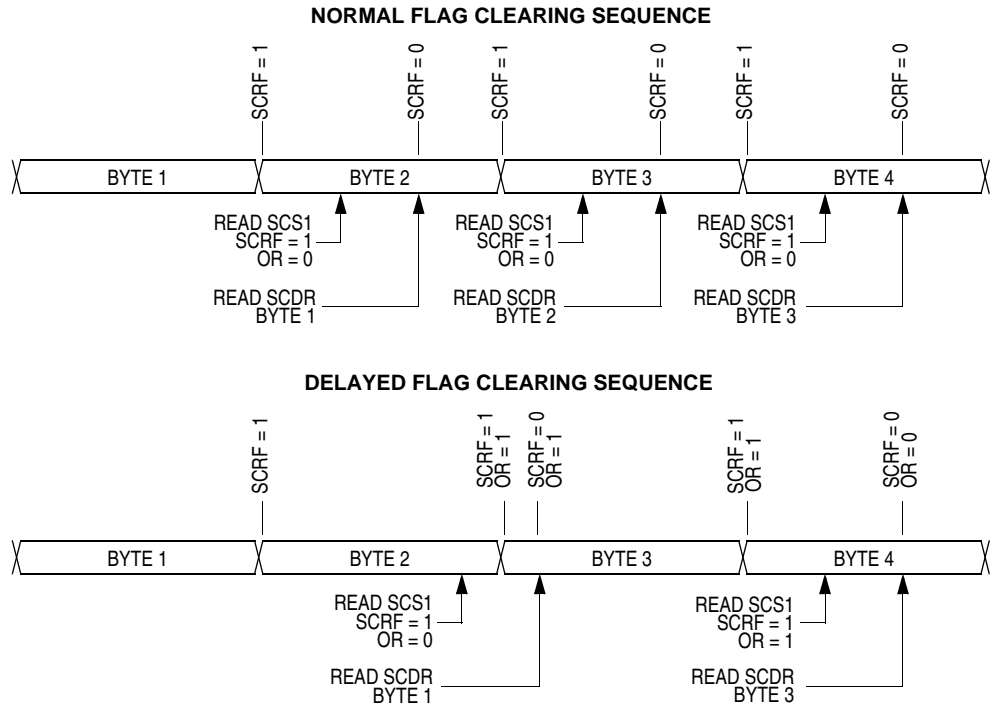 NORMAL FLAG CLEARING SEQUENCE
SCRF = 1
SCRF = 0
SCRF = 1
SCRF = 0
SCRF = 1
SCRF = 0
BYTE 1
BYTE 2
BYTE 3
BYTE 4
READ SCS1
SCRF = 1
OR = 0
READ SCS1
SCRF = 1
OR = 0
READ SCS1
SCRF = 1
OR = 0
READ SCDR
BYTE 1
READ SCDR
BYTE 2
READ SCDR
BYTE 3
DELAYED FLAG CLEARING SEQUENCE
SCRF = 1
SCRF = 1
OR = 1
SCRF = 0
OR = 1
SCRF = 1
OR = 1
SCRF = 0
OR = 0
BYTE 1
BYTE 2
BYTE 3
BYTE 4
READ SCS1
SCRF = 1
OR = 0
READ SCS1
SCRF = 1
OR = 1
READ SCDR
BYTE 1
READ SCDR
BYTE 3